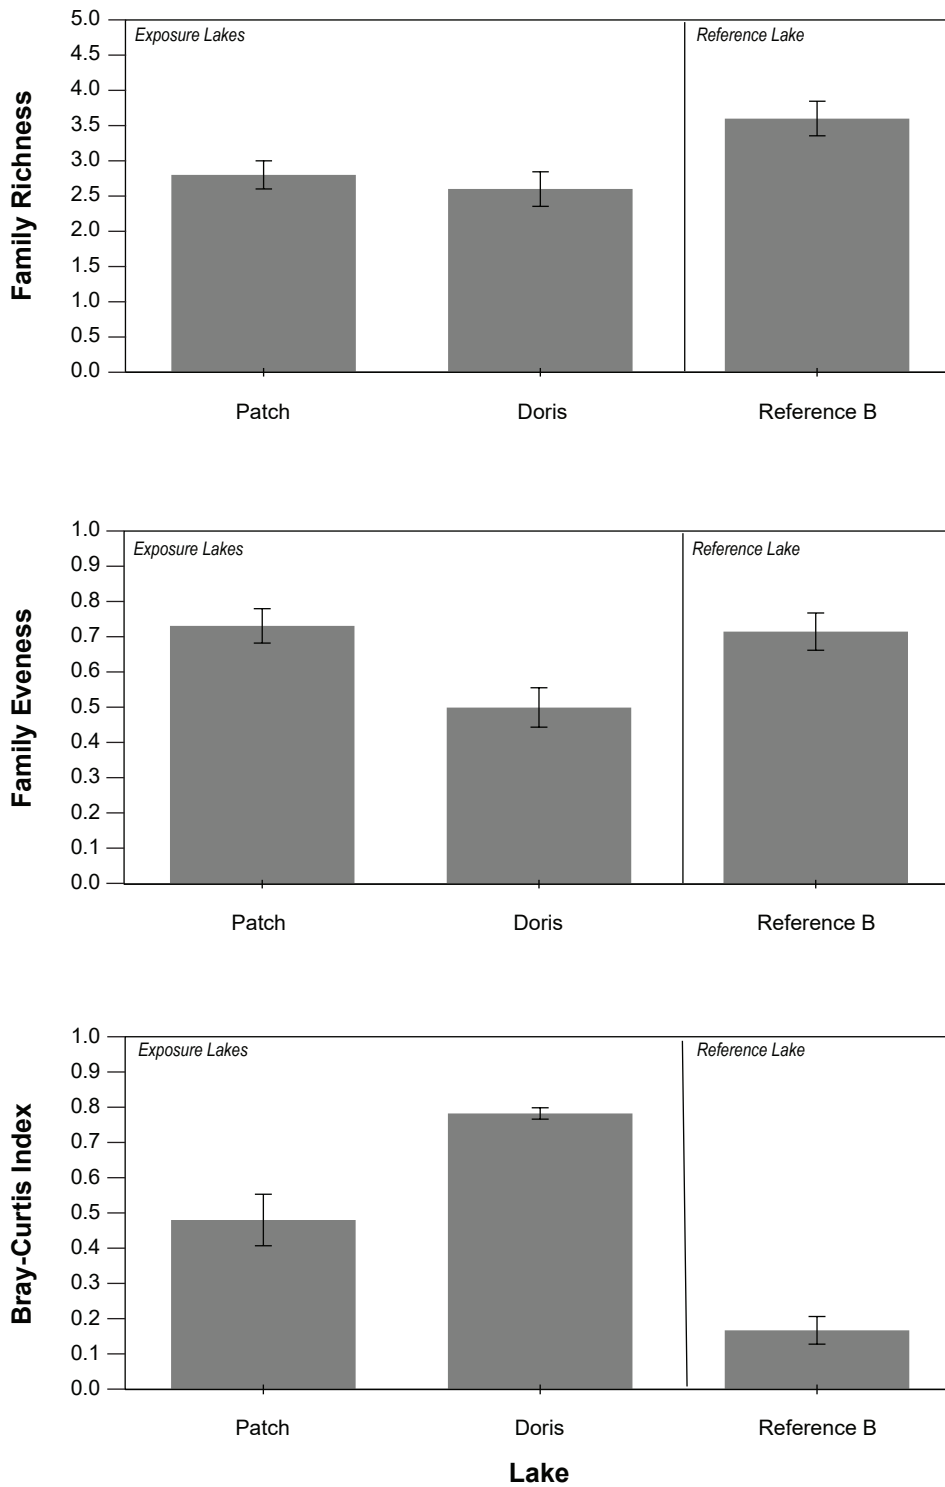 Family Richness
5.0
4.5
4.0
3.5
3.0
2.5
2.0
1.5
1.0
0.5
0.0
Exposure Lakes
Reference Lake
Patch
Doris
Reference B
Family Eveness
1.0
0.9
0.8
0.7
0.6
0.5
0.4
0.3
0.2
0.1
0.0
Exposure Lakes
Reference Lake
Patch
Doris
Reference B
Bray-Curtis Index
1.0
0.9
0.8
0.7
0.6
0.5
0.4
0.3
0.2
0.1
0.0
Exposure Lakes
Reference Lake
Patch
Doris
Reference B
Lake